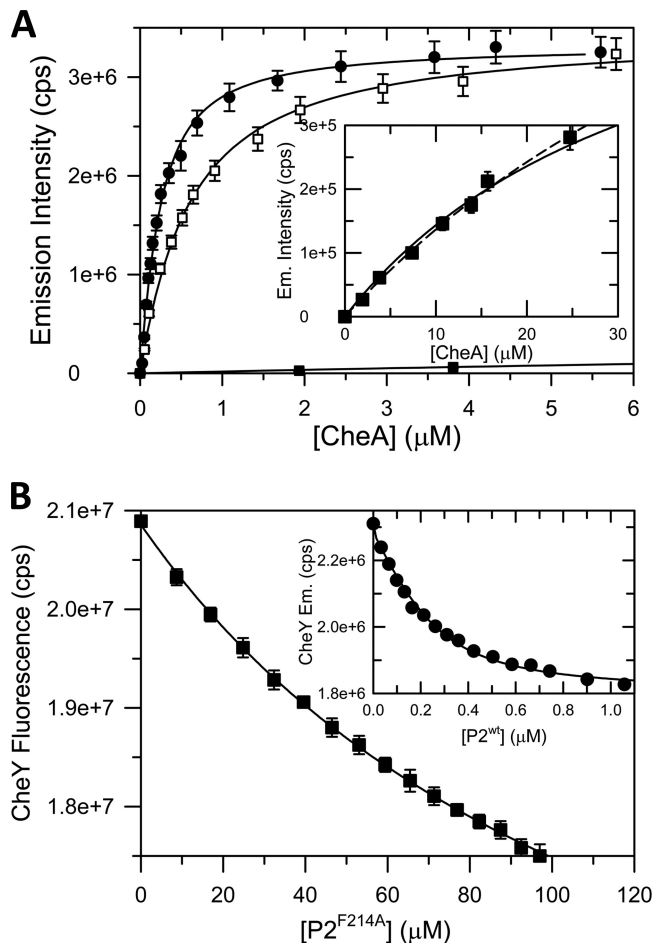 A
Emission Intensity (cps)
3e+6
2e+6
1e+6
0
0 1 2 3 4 5 6
[CheA] (μM)
Em. Intensity (cps)
3e+5
2e+5
1e+5
0
0 10 20 30
[CheA] (μM)
B
CheY Fluorescence (cps)
2.1e+7
2.0e+7
1.9e+7
1.8e+7
0 20 40 60 80 100 120
[P2^F214A] (μM)
CheY Em. (cps)
2.2e+6
2.0e+6
1.8e+6
0.0 0.2 0.4 0.6 0.8 1.0
[P2^wt] (μM)